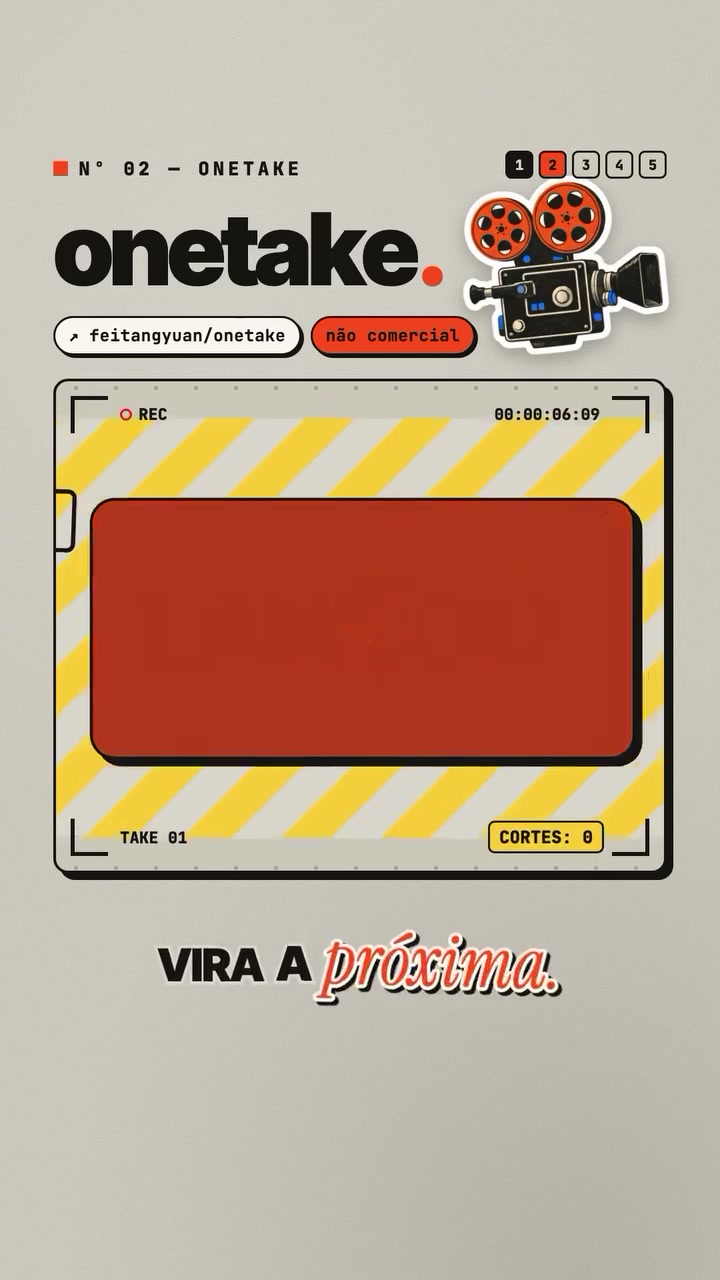 N° 02 — ONETAKE
1 2 3 4 5
onetake.
↗ feitangyuan/onetake
não comercial
REC
00:00:06:09
TAKE 01
CORTES: 0
VIRA A próxima.